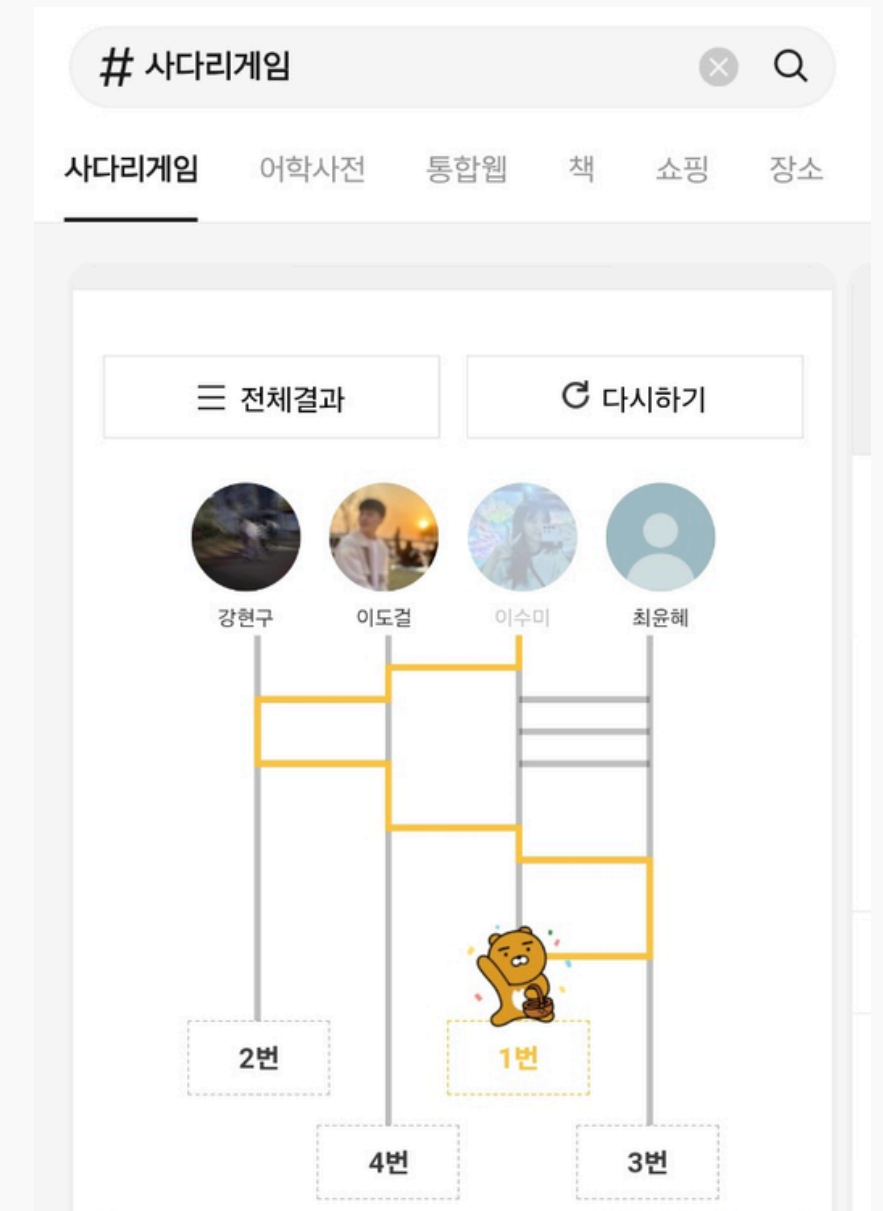 # 사다리게임
사다리게임 어학사전 통합웹 책 쇼핑 장소
전체결과 다시하기
강현구 이도걸 이수미 최윤혜
2번 1번
4번 3번